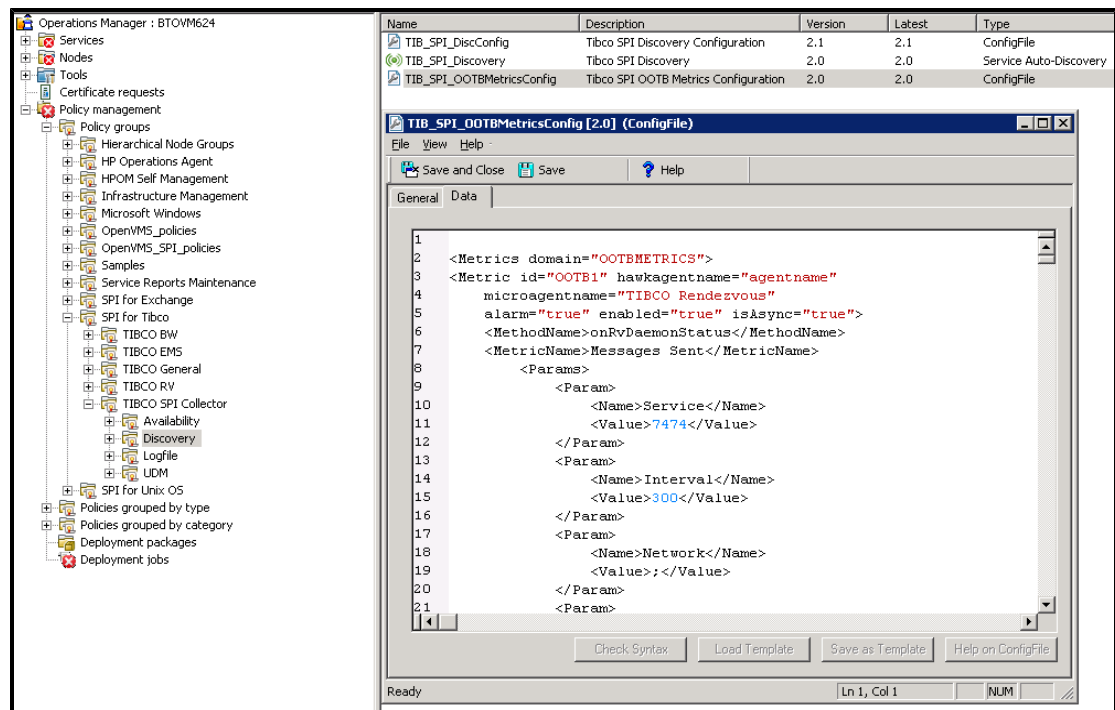 Operations Manager : BTOVM624
Services
Nodes
Tools
Certificate requests
Policy management
Policy groups
Hierarchical Node Groups
HP Operations Agent
HPOM Self Management
Infrastructure Management
Microsoft Windows
OpenVMS_policies
OpenVMS_SPI_policies
Samples
Service Reports Maintenance
SPI for Exchange
SPI for Tibco
TIBCO BW
TIBCO EMS
TIBCO General
TIBCO RV
TIBCO SPI Collector
Availability
Discovery
Logfile
UDM
SPI for Unix OS
Policies grouped by type
Policies grouped by category
Deployment packages
Deployment jobs
Name Description Version Latest Type
TIB_SPI_DiscConfig Tibco SPI Discovery Configuration 2.1 2.1 ConfigFile
TIB_SPI_Discovery Tibco SPI Discovery 2.0 2.0 Service Auto-Discovery
TIB_SPI_OOTBMetricsConfig Tibco SPI OOTB Metrics Configuration 2.0 2.0 ConfigFile
TIB_SPI_OOTBMetricsConfig [2.0] (ConfigFile)
File View Help
Save and Close Save Help
General Data
1
2 <Metrics domain="OOTBMETRICS">
3 <Metric id="OOTB1" hawkagentname="agentname"
4 microagentname="TIBCO Rendezvous"
5 alarm="true" enabled="true" isAsync="true">
6 <MethodName>onRvDaemonStatus</MethodName>
7 <MetricName>Messages Sent</MetricName>
8 <Params>
9 <Param>
10 <Name>Service</Name>
11 <Value>7474</Value>
12 </Param>
13 <Param>
14 <Name>Interval</Name>
15 <Value>300</Value>
16 </Param>
17 <Param>
18 <Name>Network</Name>
19 <Value>;</Value>
20 </Param>
21 <Param>
Check Syntax Load Template Save as Template Help on ConfigFile
Ready Ln 1, Col 1 NUM